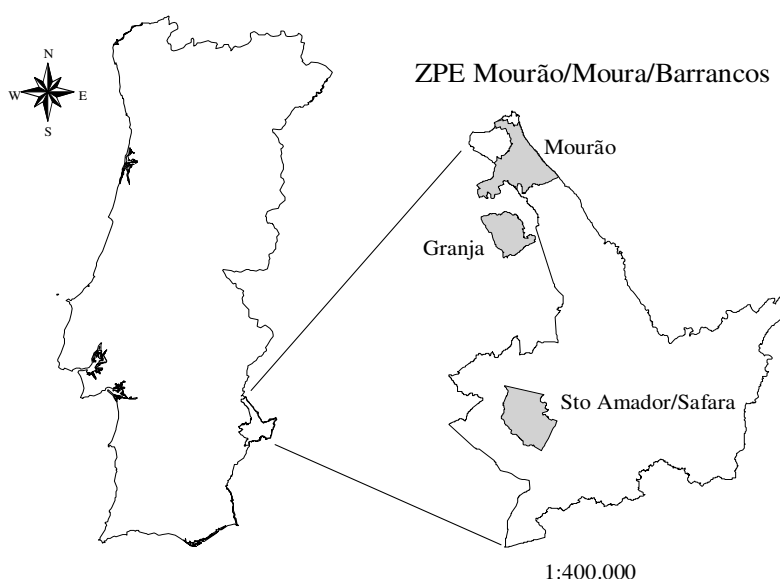 N
W E
S
ZPE Mourão/Moura/Barrancos
Mourão
Granja
Sto Amador/Safara
1:400.000